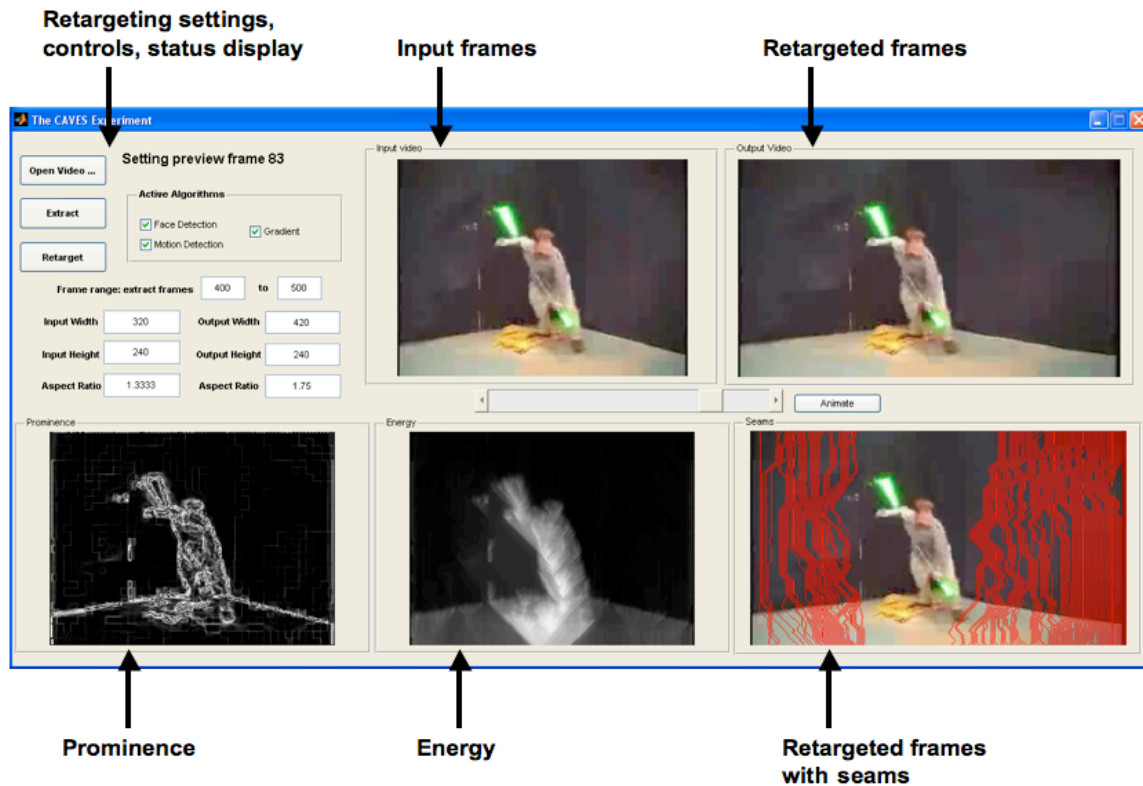 Retargeting settings,
controls, status display
Input frames
Retargeted frames
The CAVES Experiment
Open Video ...
Setting preview frame 83
Extract
Retarget
Active Algorithms
Face Detection
Gradient
Motion Detection
Frame range: extract frames 400 to 500
Input Width 320 Output Width 420
Input Height 240 Output Height 240
Aspect Ratio 1.3333 Aspect Ratio 1.75
Input video
Output Video
Animate
Prominence
Energy
Seams
Prominence
Energy
Retargeted frames
with seams